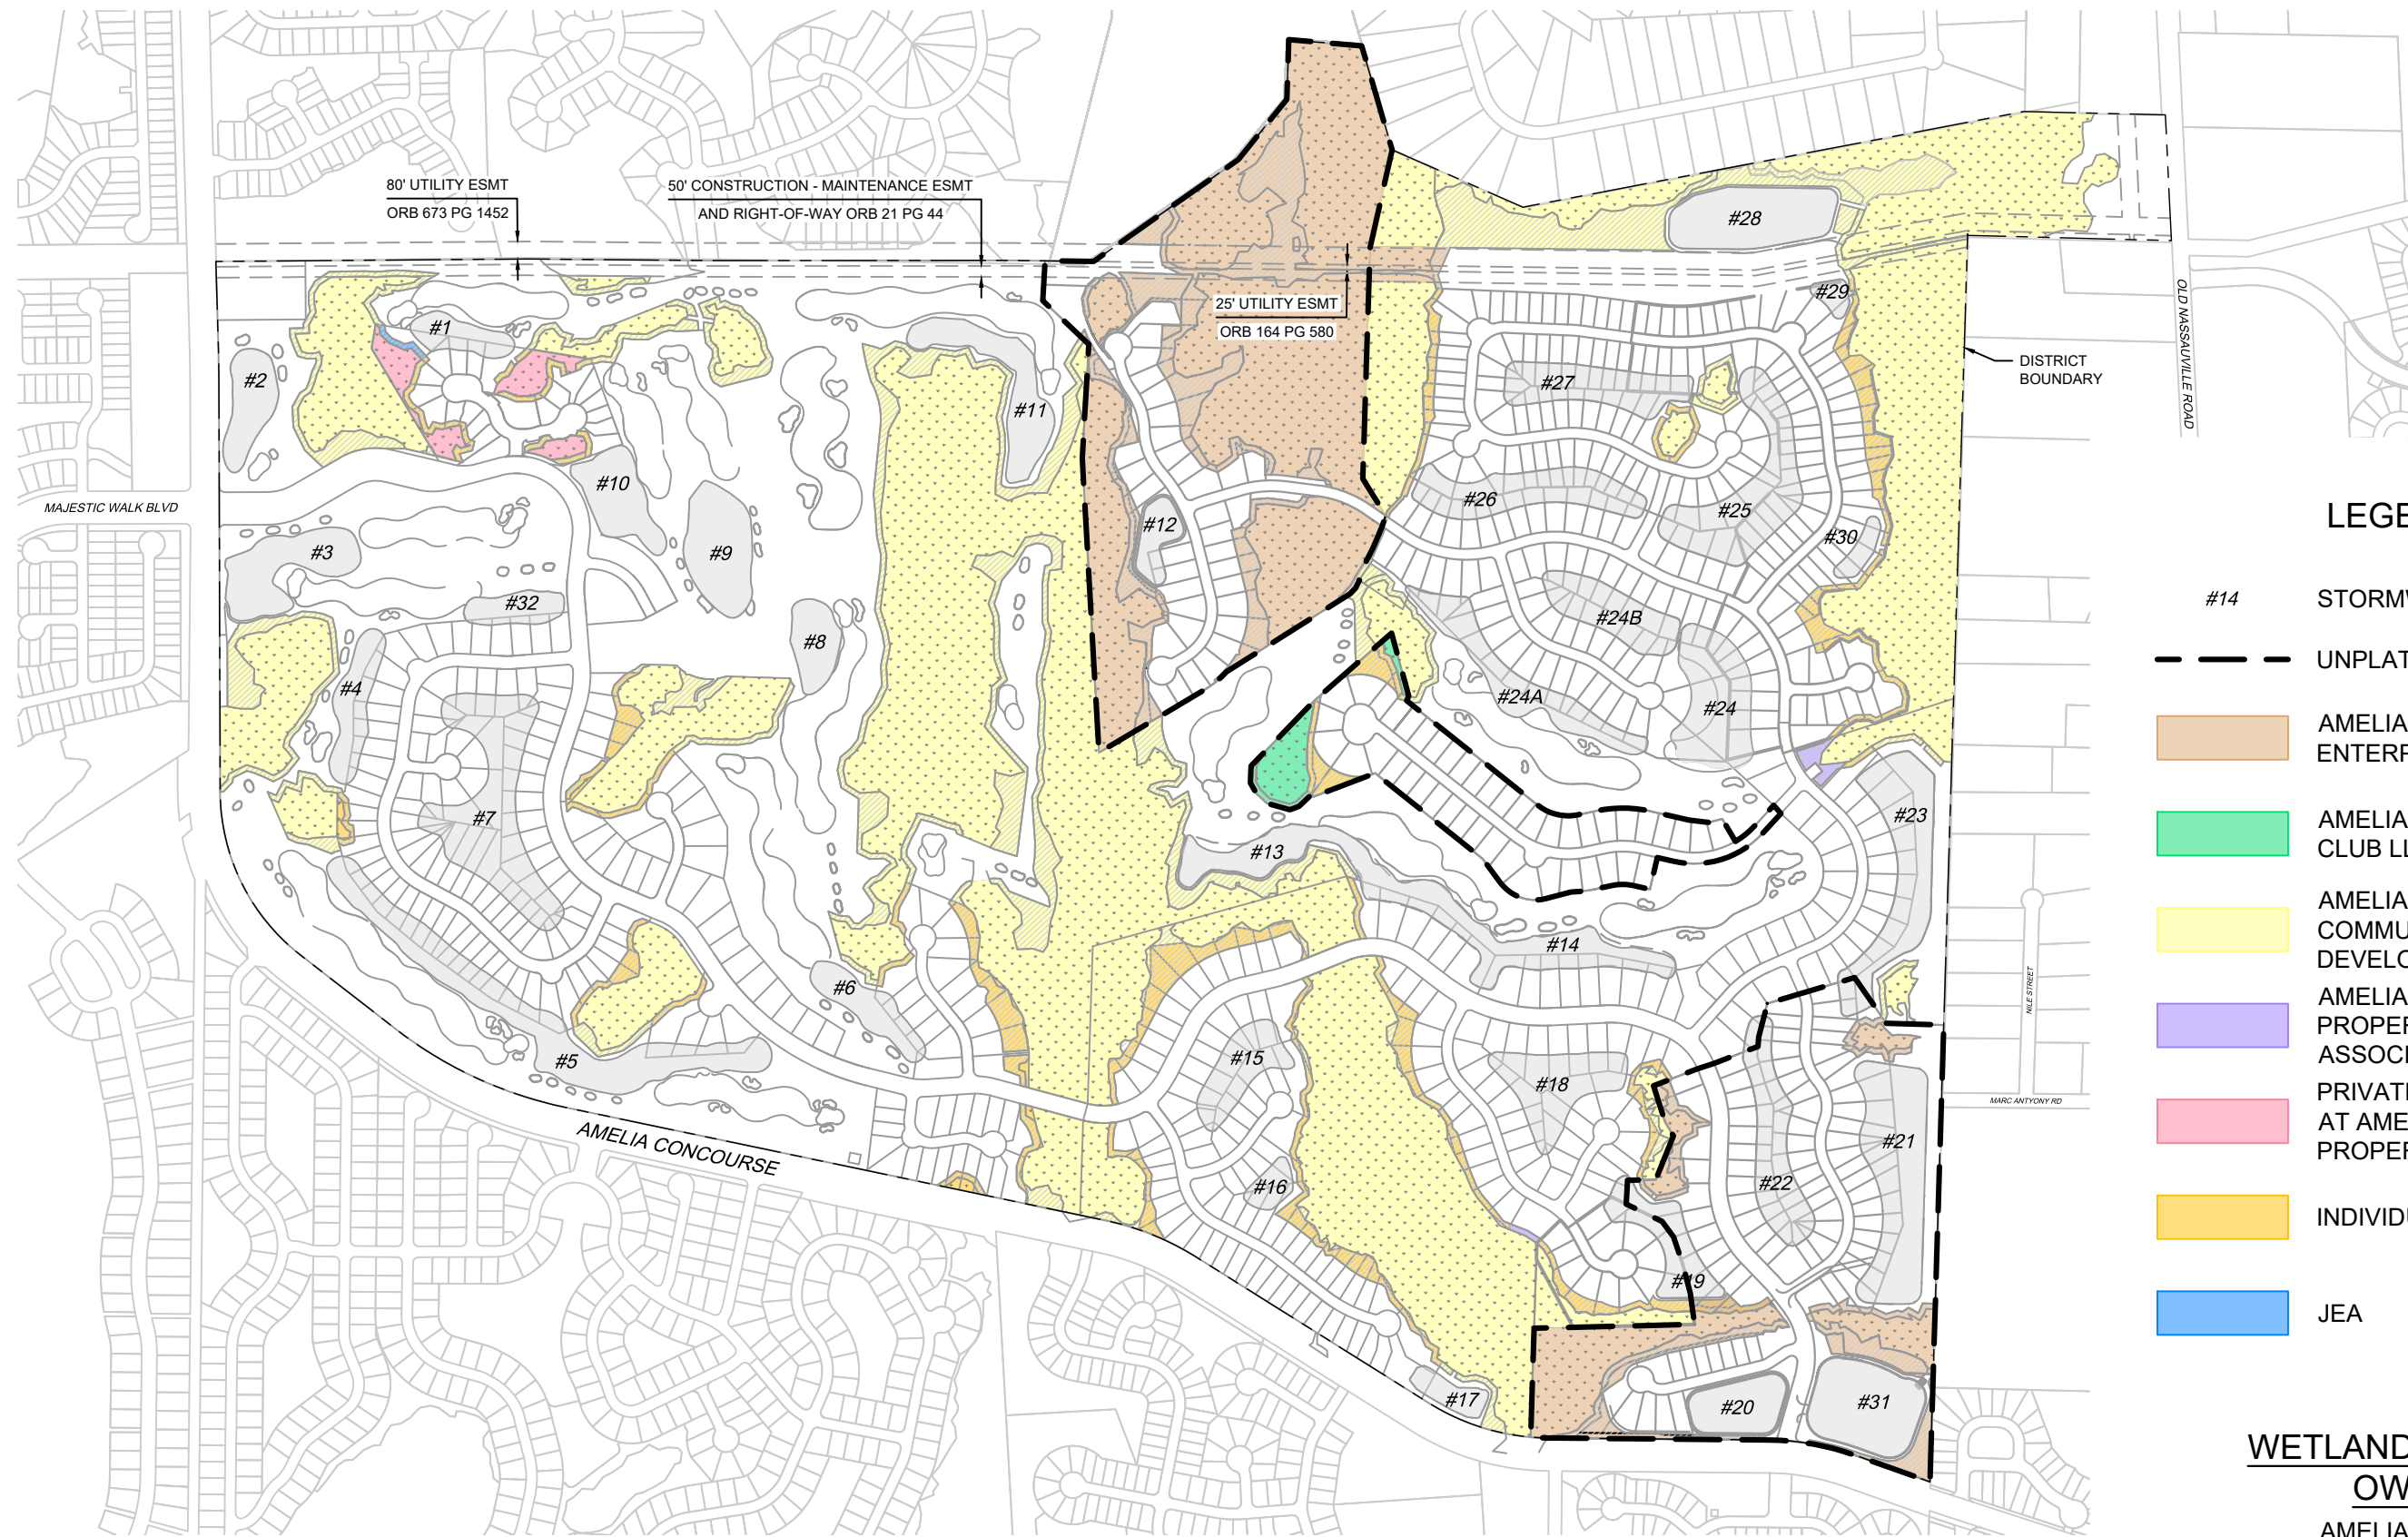 80' UTILITY ESMT
ORB 673 PG 1452
50' CONSTRUCTION - MAINTENANCE ESMT
AND RIGHT-OF-WAY ORB 21 PG 44
25' UTILITY ESMT
ORB 164 PG 580
#28
#29
#1
#2
#11
#27
DISTRICT
BOUNDARY
OLD NASSAUVILLE ROAD
MAJESTIC WALK BLVD
#10
#26
#25
#12
#3
#9
#30
#32
#8
#24B
#4
#24A
#24
#7
#13
#23
#14
#6
#5
#15
#18
#16
#22
#21
#19
#17
#20
#31
AMELIA CONCOURSE
NILE STREET
MARC ANTYONY RD
LEGE
#14 STORMW
UNPLAT
AMELIA
ENTERP
AMELIA
CLUB LL
AMELIA
COMMU
DEVELO
AMELIA
PROPER
ASSOCI
PRIVATE
AT AME
PROPER
INDIVIDU
JEA
WETLAND
OW
AMELIA